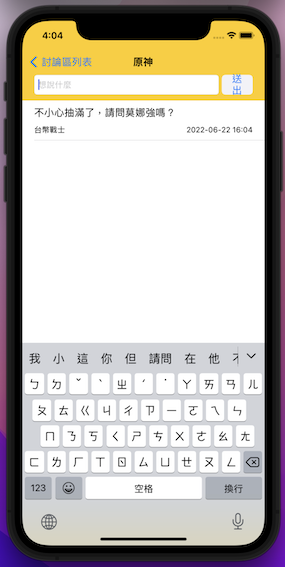 4:04
討論區列表
原神
想說什麼
送出
不小心抽滿了，請問莫娜強嗎？
台幣戰士
2022-06-22 16:04
我 小 這 你 但 請問 在 他
ㄅ ㄉ ˇ ˋ ㄓ ˊ ˙ ㄚ ㄞ ㄢ ㄦ
ㄆ ㄊ ㄍ ㄐ ㄔ ㄗ ㄧ ㄛ ㄟ ㄣ
ㄇ ㄋ ㄎ ㄑ ㄕ ㄘ ㄨ ㄜ ㄠ ㄤ
ㄈ ㄌ ㄏ ㄒ ㄖ ㄙ ㄩ ㄝ ㄡ ㄥ
123
空格
換行